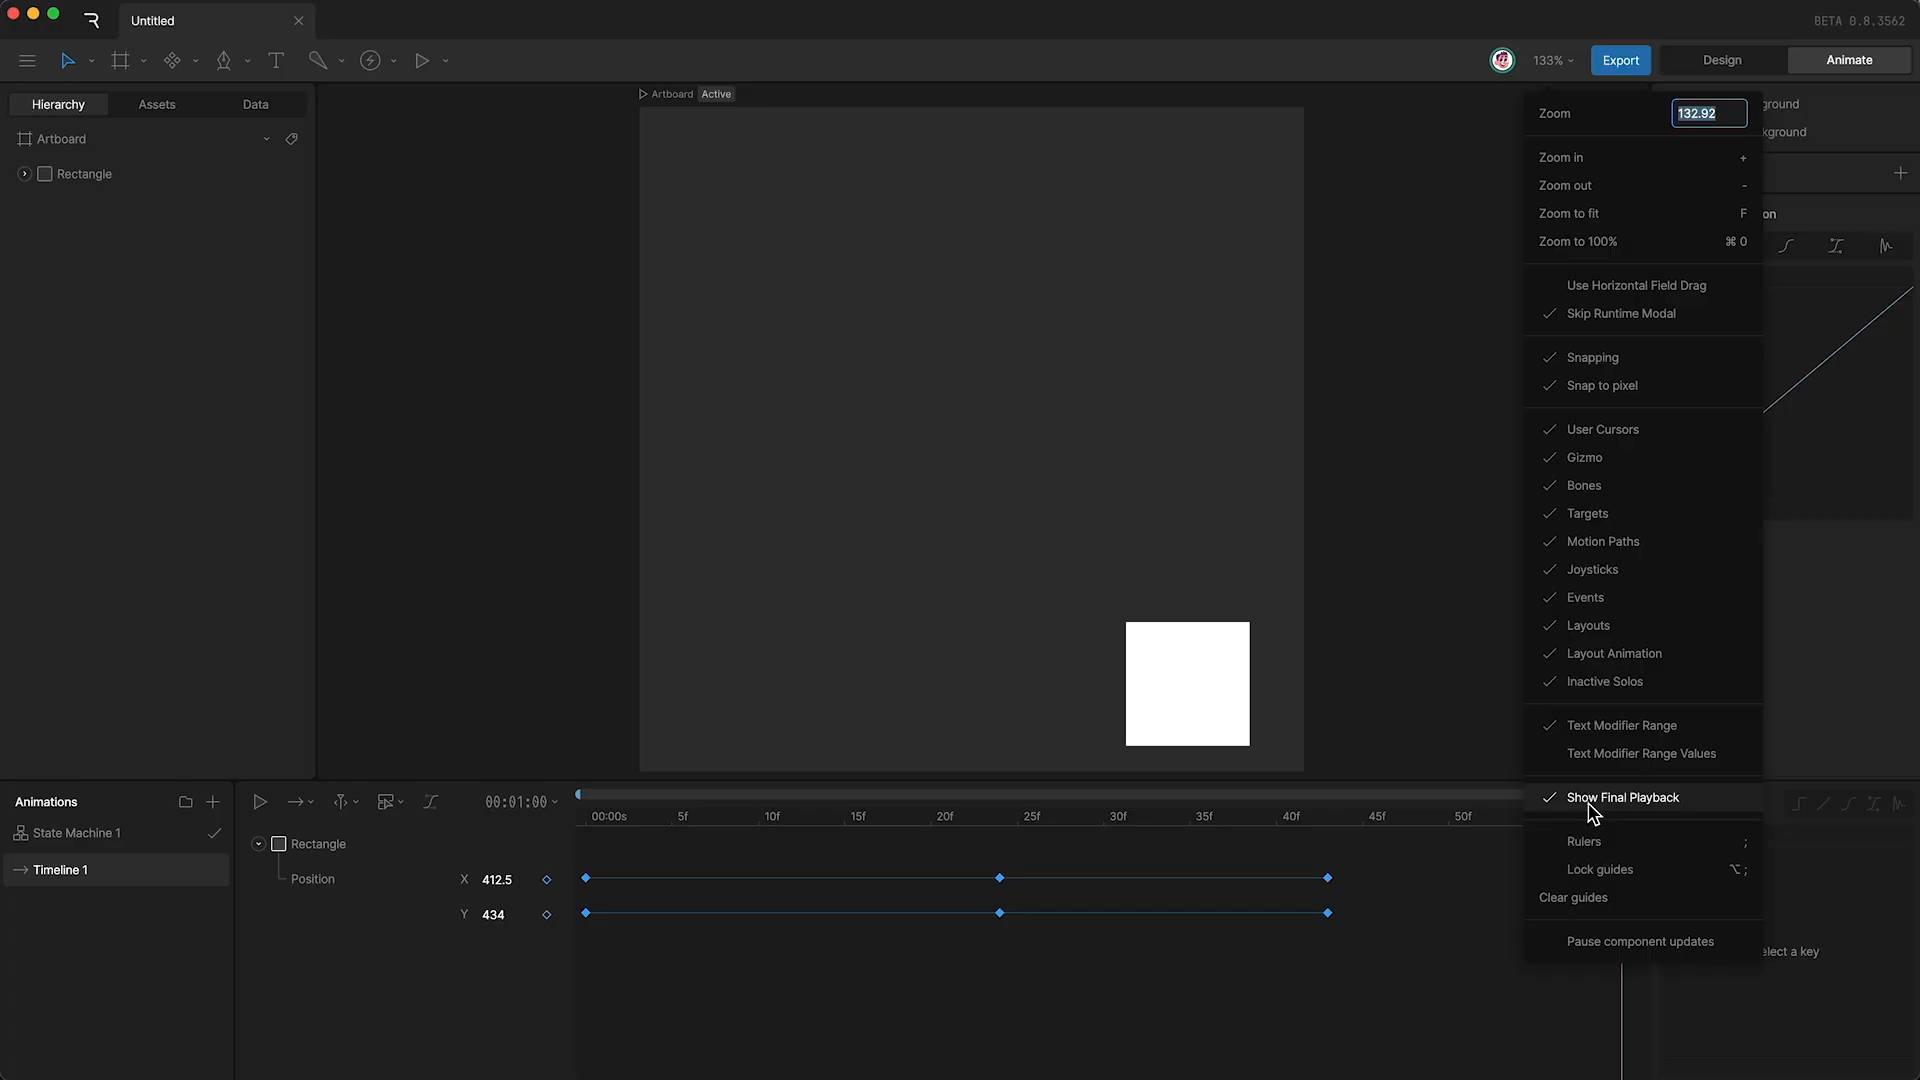 Untitled
BETA 0.8.3562
T
133%
Export
Design
Animate
Hierarchy
Assets
Data
Artboard
Rectangle
Artboard
Active
Zoom
132.92
Zoom in +
Zoom out -
Zoom to fit F
Zoom to 100% ⌘ 0
Use Horizontal Field Drag
Skip Runtime Modal
Snapping
Snap to pixel
User Cursors
Gizmo
Bones
Targets
Motion Paths
Joysticks
Events
Layouts
Layout Animation
Inactive Solos
Text Modifier Range
Text Modifier Range Values
Show Final Playback
Rulers ;
Lock guides ⌥ ;
Clear guides
Pause component updates
ground
kground
on
elect a key
Animations
State Machine 1
Timeline 1
00:01:00
00:00s 5f 10f 15f 20f 25f 30f 35f 40f 45f 50f
Rectangle
Position X 412.5
Y 434